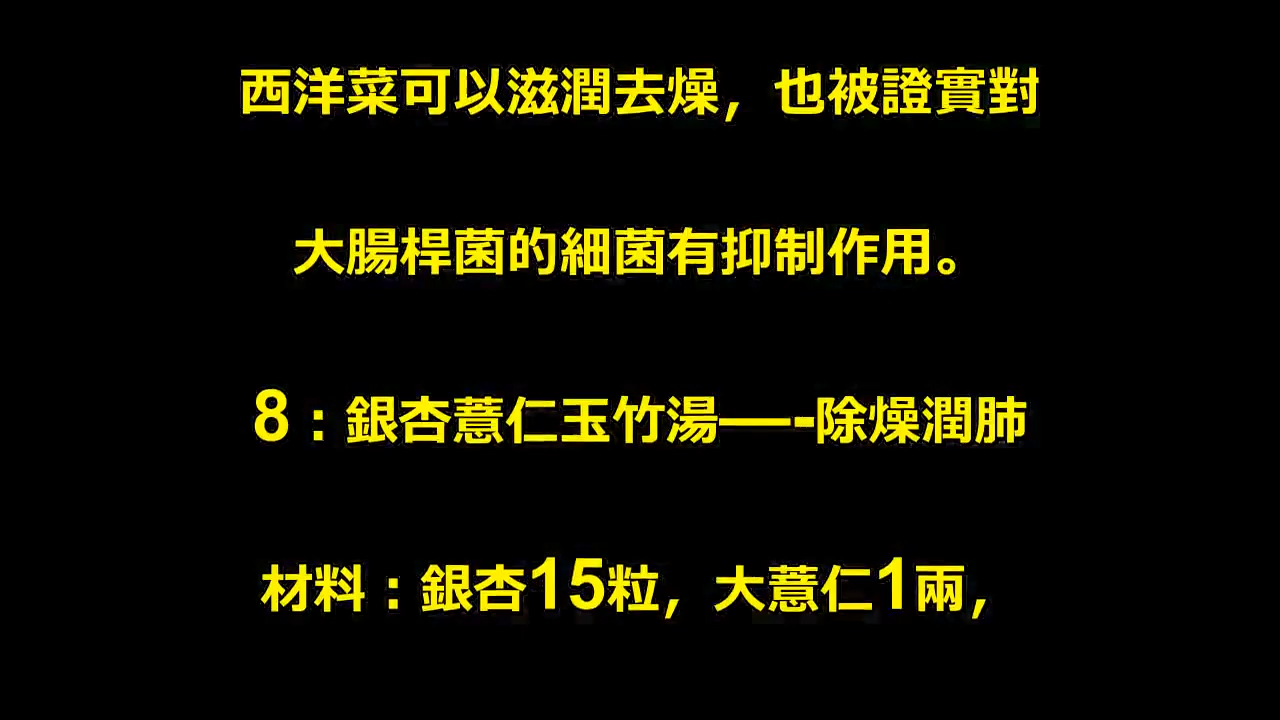 西洋菜可以滋潤去燥，也被證實對
大腸桿菌的細菌有抑制作用。
8：銀杏薏仁玉竹湯—-除燥潤肺
材料：銀杏15粒，大薏仁1兩，